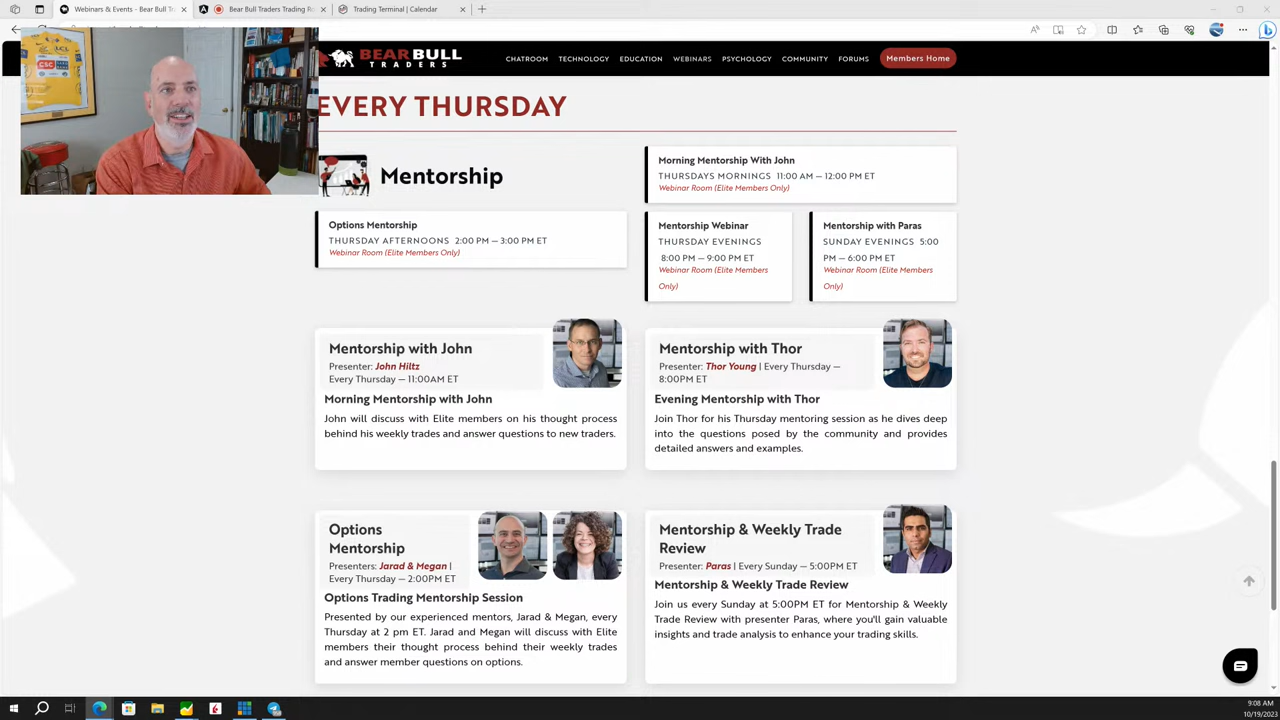 Webinars & Events - Bear Bull Tr
Bear Bull Traders Trading Ro
Trading Terminal | Calendar
BEAR BULL
TRADERS
CHATROOM TECHNOLOGY EDUCATION WEBINARS PSYCHOLOGY COMMUNITY FORUMS Members Home
EVERY THURSDAY
Mentorship
Morning Mentorship With John
THURSDAYS MORNINGS 11:00 AM — 12:00 PM ET
Webinar Room (Elite Members Only)
Options Mentorship
THURSDAY AFTERNOONS 2:00 PM — 3:00 PM ET
Webinar Room (Elite Members Only)
Mentorship Webinar
THURSDAY EVENINGS
8:00 PM — 9:00 PM ET
Webinar Room (Elite Members
Only)
Mentorship with Paras
SUNDAY EVENINGS 5:00
PM — 6:00 PM ET
Webinar Room (Elite Members
Only)
Mentorship with John
Presenter: John Hiltz
Every Thursday — 11:00AM ET
Morning Mentorship with John
John will discuss with Elite members on his thought process
behind his weekly trades and answer questions to new traders.
Mentorship with Thor
Presenter: Thor Young | Every Thursday —
8:00PM ET
Evening Mentorship with Thor
Join Thor for his Thursday mentoring session as he dives deep
into the questions posed by the community and provides
detailed answers and examples.
Options
Mentorship
Presenters: Jarad & Megan |
Every Thursday — 2:00PM ET
Options Trading Mentorship Session
Presented by our experienced mentors, Jarad & Megan, every
Thursday at 2 pm ET. Jarad and Megan will discuss with Elite
members their thought process behind their weekly trades
and answer member questions on options.
Mentorship & Weekly Trade
Review
Presenter: Paras | Every Sunday — 5:00PM ET
Mentorship & Weekly Trade Review
Join us every Sunday at 5:00PM ET for Mentorship & Weekly
Trade Review with presenter Paras, where you'll gain valuable
insights and trade analysis to enhance your trading skills.
9:08 AM
10/19/2023